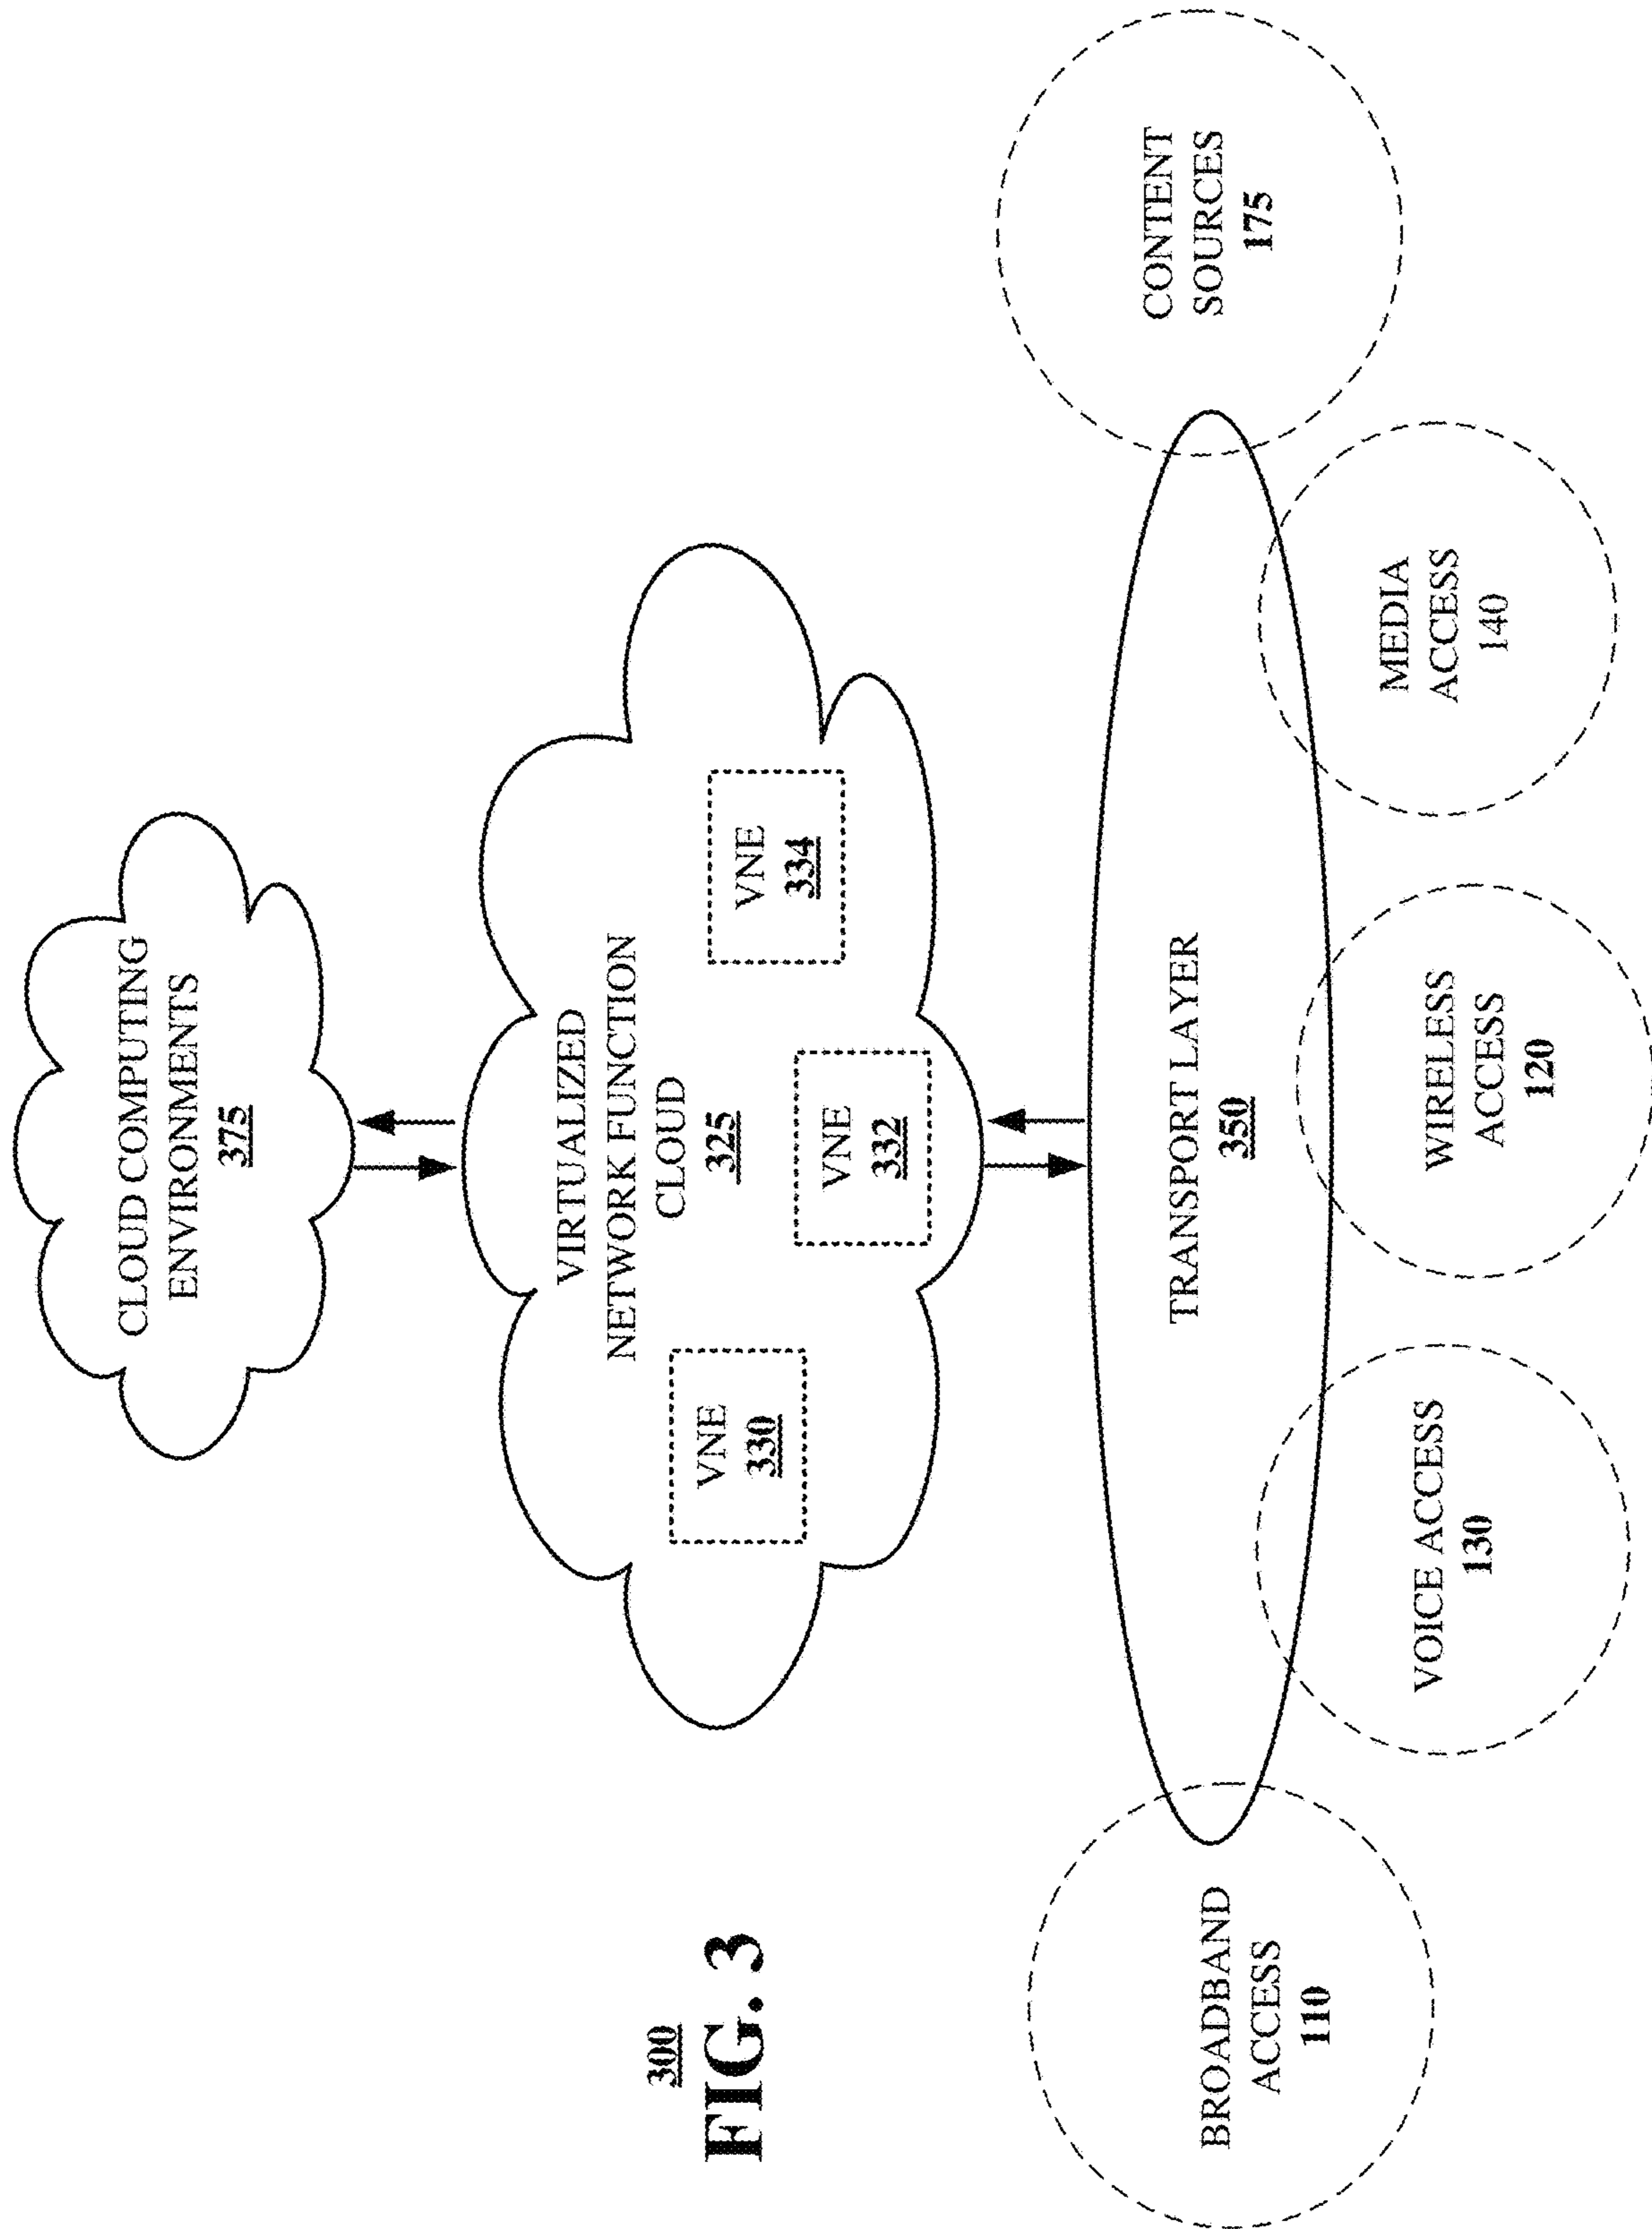 CLOUD COMPUTING
ENVIRONMENTS
375
VIRTUALIZED
NETWORK FUNCTION
CLOUD
325
VNE
330
VNE
332
VNE
334
TRANSPORT LAYER
350
BROADBAND
ACCESS
110
VOICE ACCESS
130
WIRELESS
ACCESS
120
MEDIA
ACCESS
140
CONTENT
SOURCES
175
300
FIG. 3